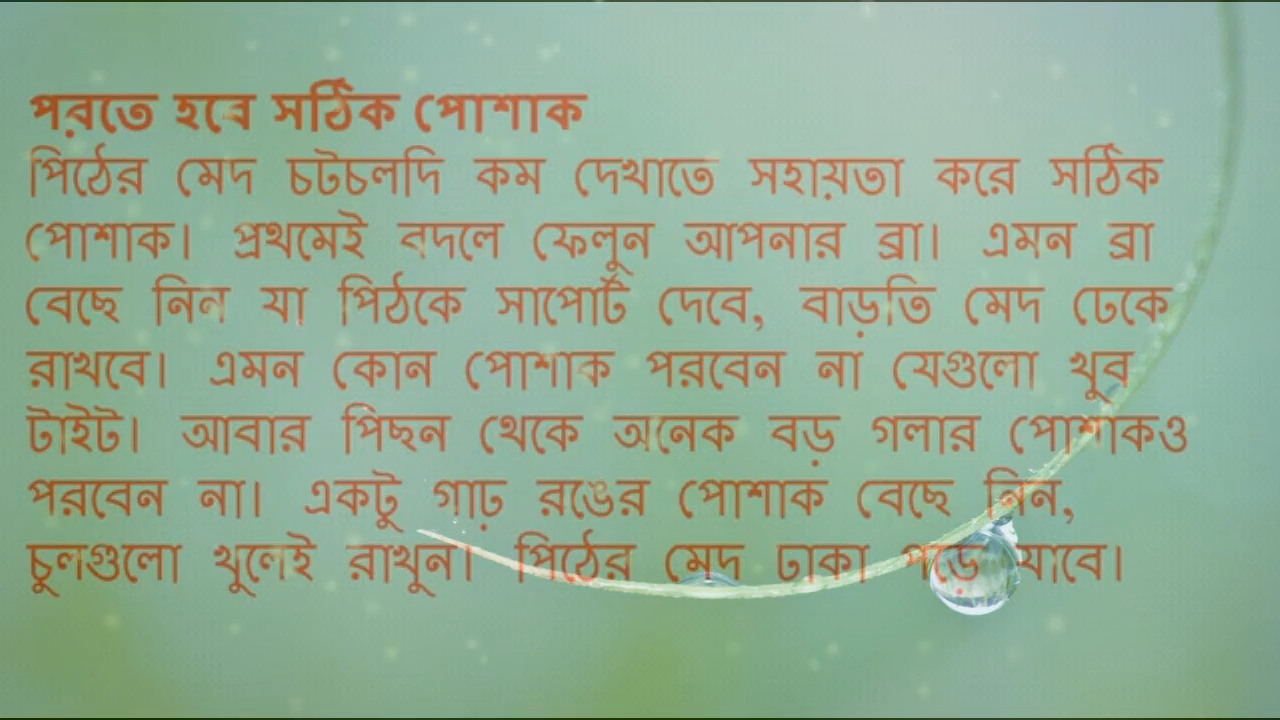 পরতে হবে সঠিক পোশাক
পিঠের মেদ চটচলদি কম দেখাতে সহায়তা করে সঠিক
পোশাক। প্রথমেই বদলে ফেলুন আপনার ব্রা। এমন ব্রা
বেছে নিন যা পিঠকে সাপোর্ট দেবে, বাড়তি মেদ ঢেকে
রাখবে। এমন কোন পোশাক পরবেন না যেগুলো খুব
টাইট। আবার পিছন থেকে অনেক বড় গলার পোশাকও
পরবেন না। একটু গাঢ় রঙের পোশাক বেছে নিন,
চুলগুলো খুলেই রাখুন। পিঠের মেদ ঢাকা পড়ে যাবে।